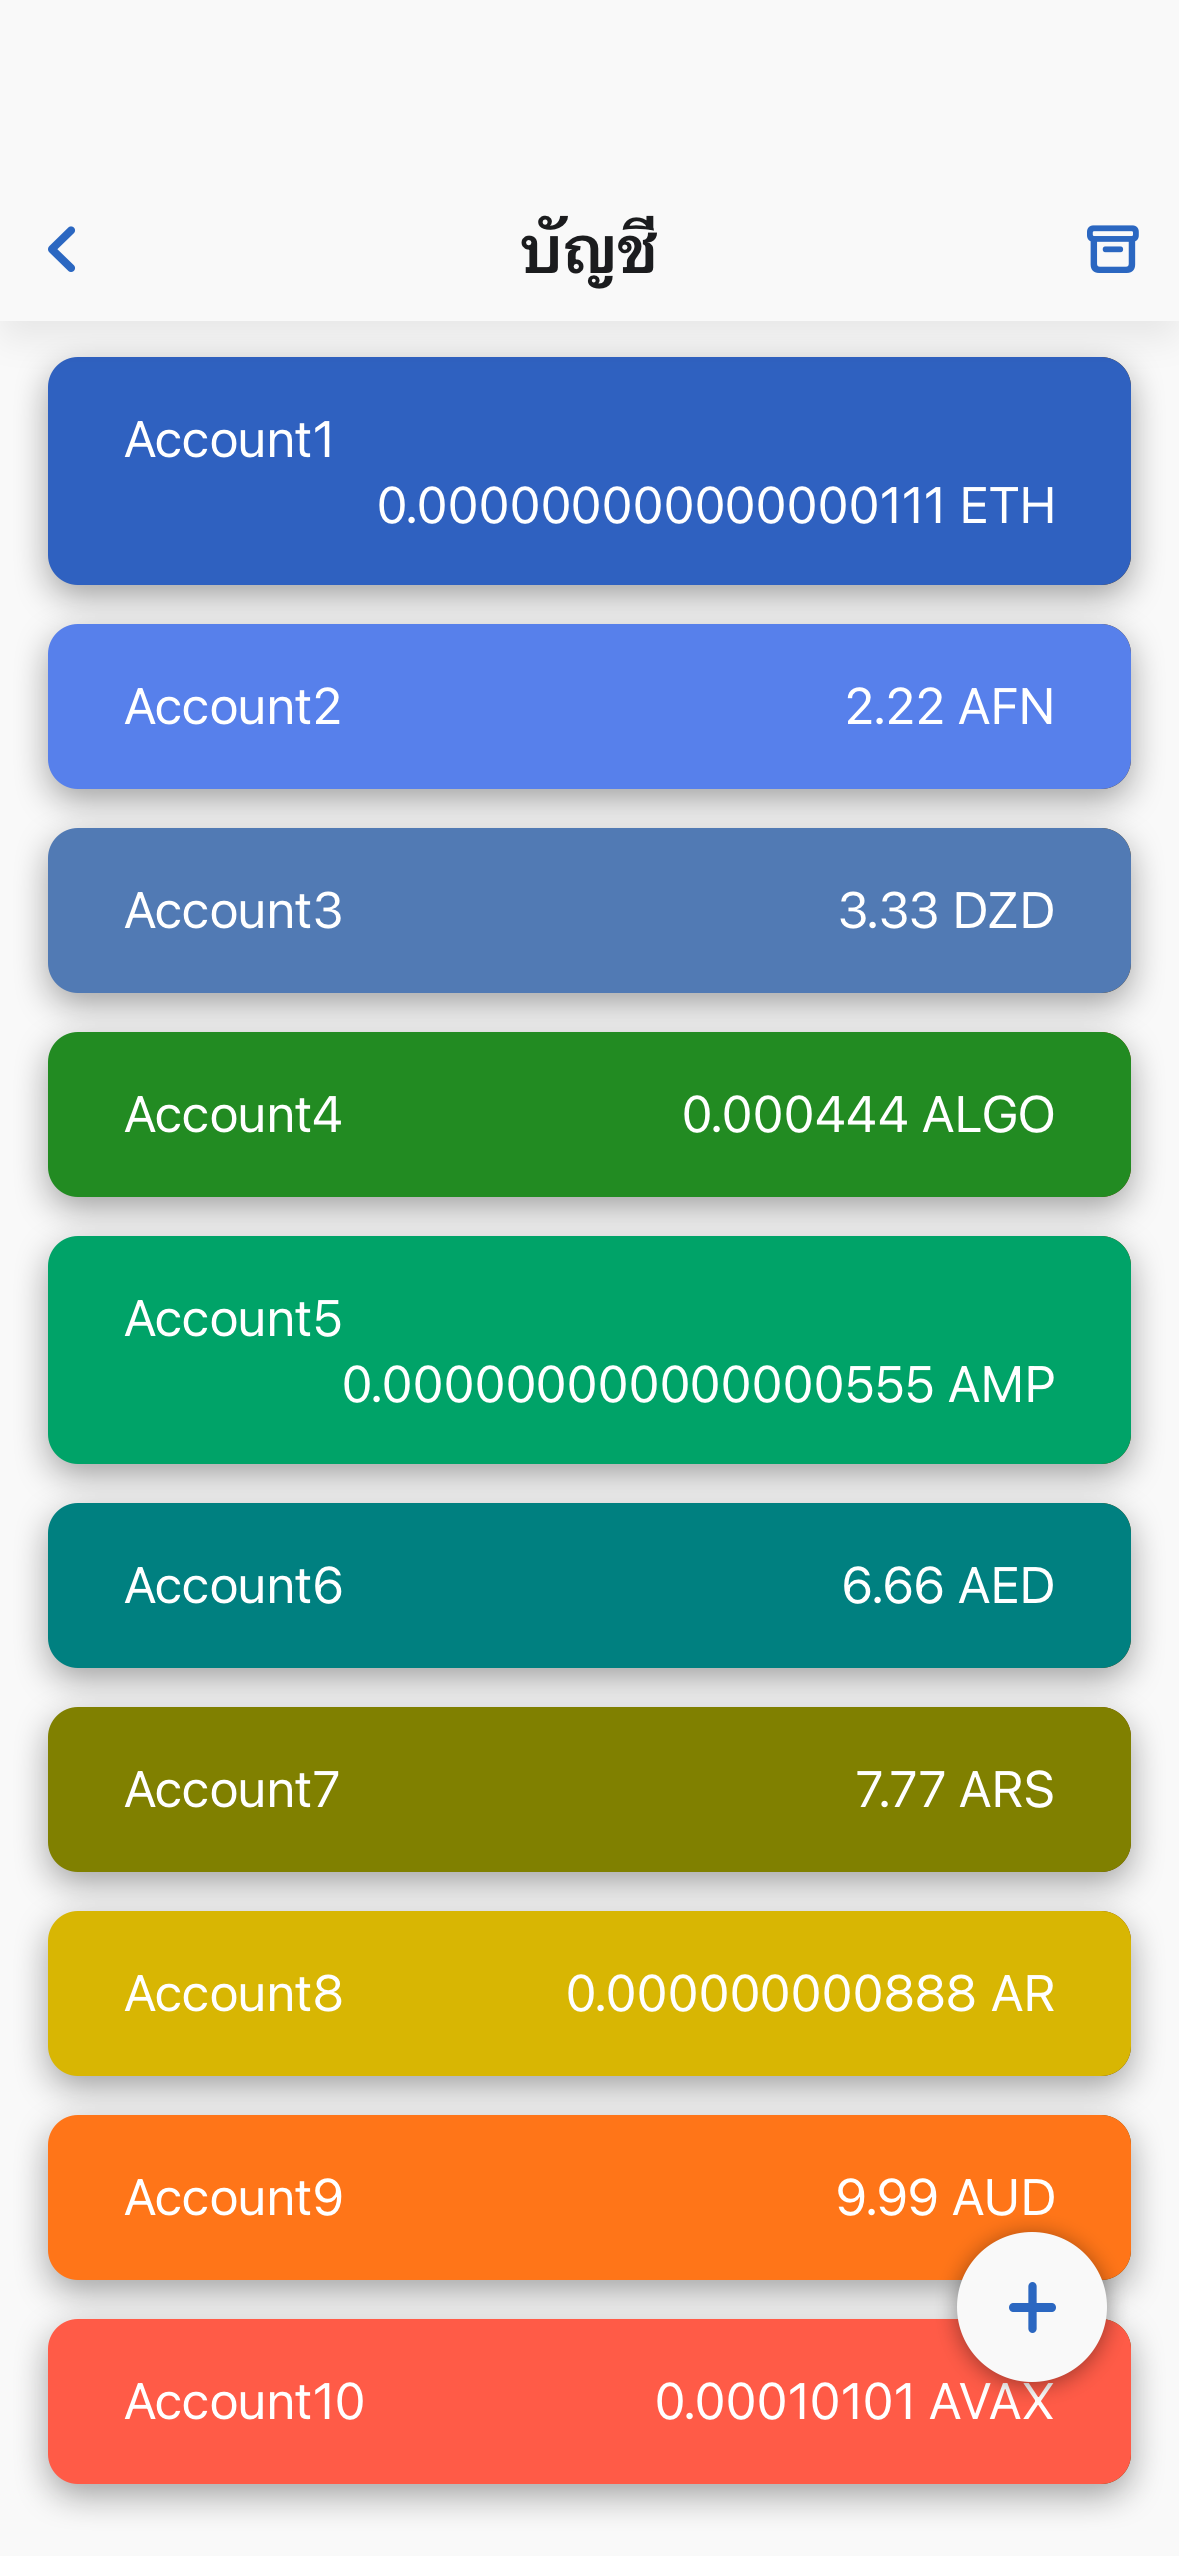 บัญชี
Account1
0.000000000000000111 ETH
Account2 2.22 AFN
Account3 3.33 DZD
Account4 0.000444 ALGO
Account5
0.000000000000000555 AMP
Account6 6.66 AED
Account7 7.77 ARS
Account8 0.000000000888 AR
Account9 9.99 AUD
Account10 0.00010101 AVAX